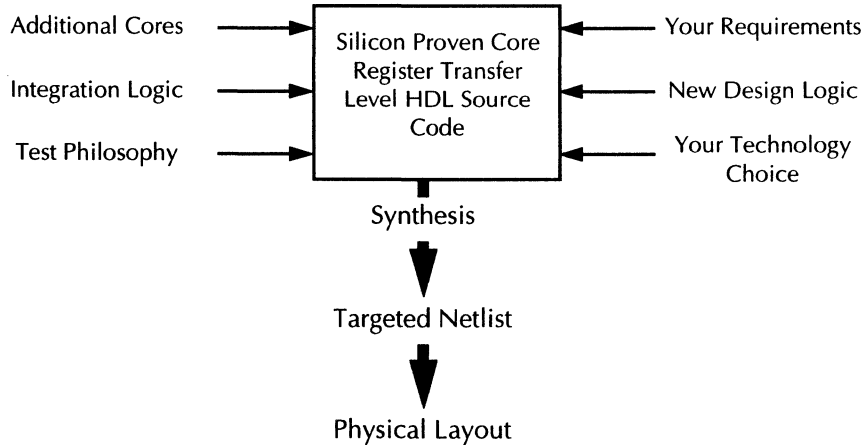 Additional Cores
Integration Logic
Test Philosophy
Silicon Proven Core
Register Transfer
Level HDL Source
Code
Your Requirements
New Design Logic
Your Technology
Choice
Synthesis
Targeted Netlist
Physical Layout